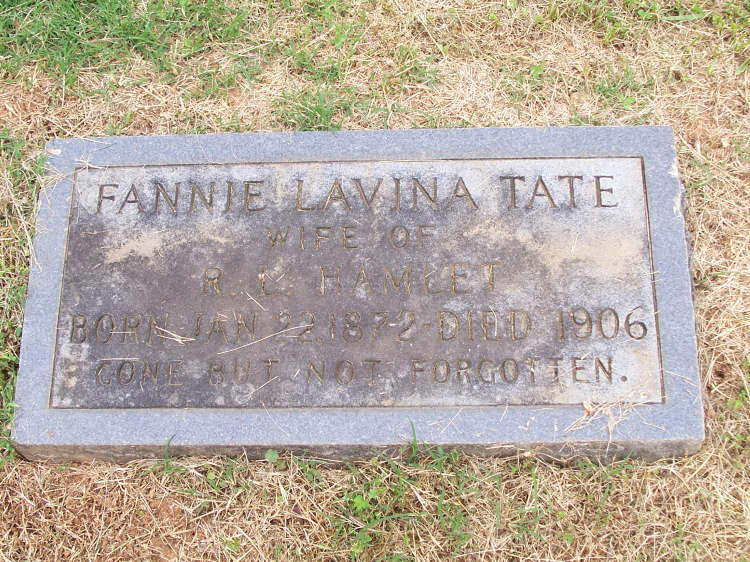 FANNIE LAVINA TATE
WIFE OF
R. L. HAMLET
BORN JAN. 22, 1872 - DIED 1906
GONE BUT NOT FORGOTTEN.